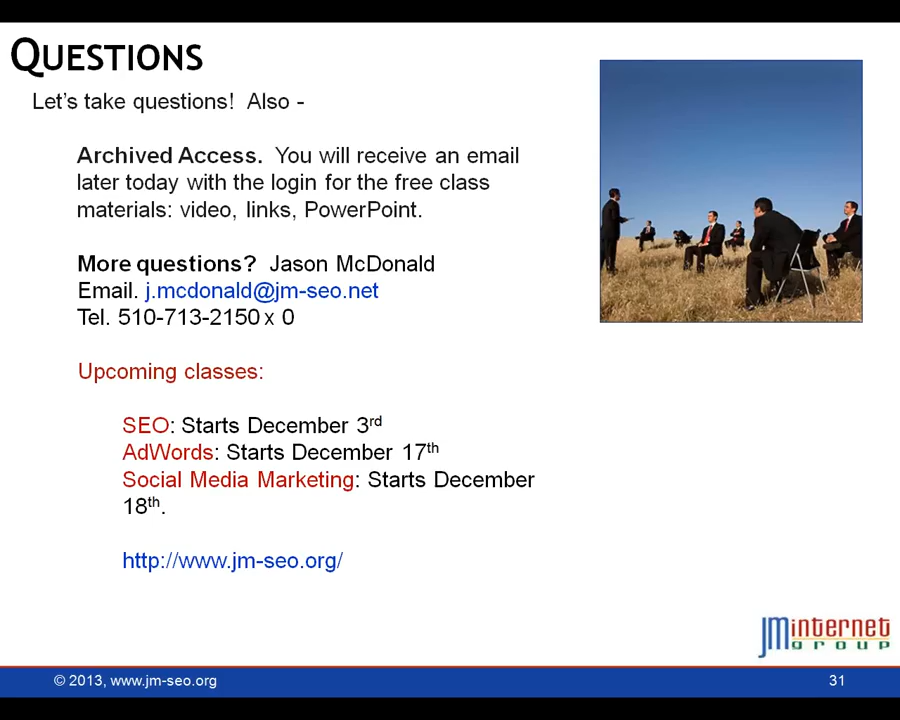 QUESTIONS
Let's take questions!  Also -
Archived Access.  You will receive an email
later today with the login for the free class
materials: video, links, PowerPoint.
More questions?  Jason McDonald
Email. j.mcdonald@jm-seo.net
Tel. 510-713-2150 x 0
Upcoming classes:
SEO: Starts December 3rd
AdWords: Starts December 17th
Social Media Marketing: Starts December
18th.
http://www.jm-seo.org/
JMinternet
group
© 2013, www.jm-seo.org
31